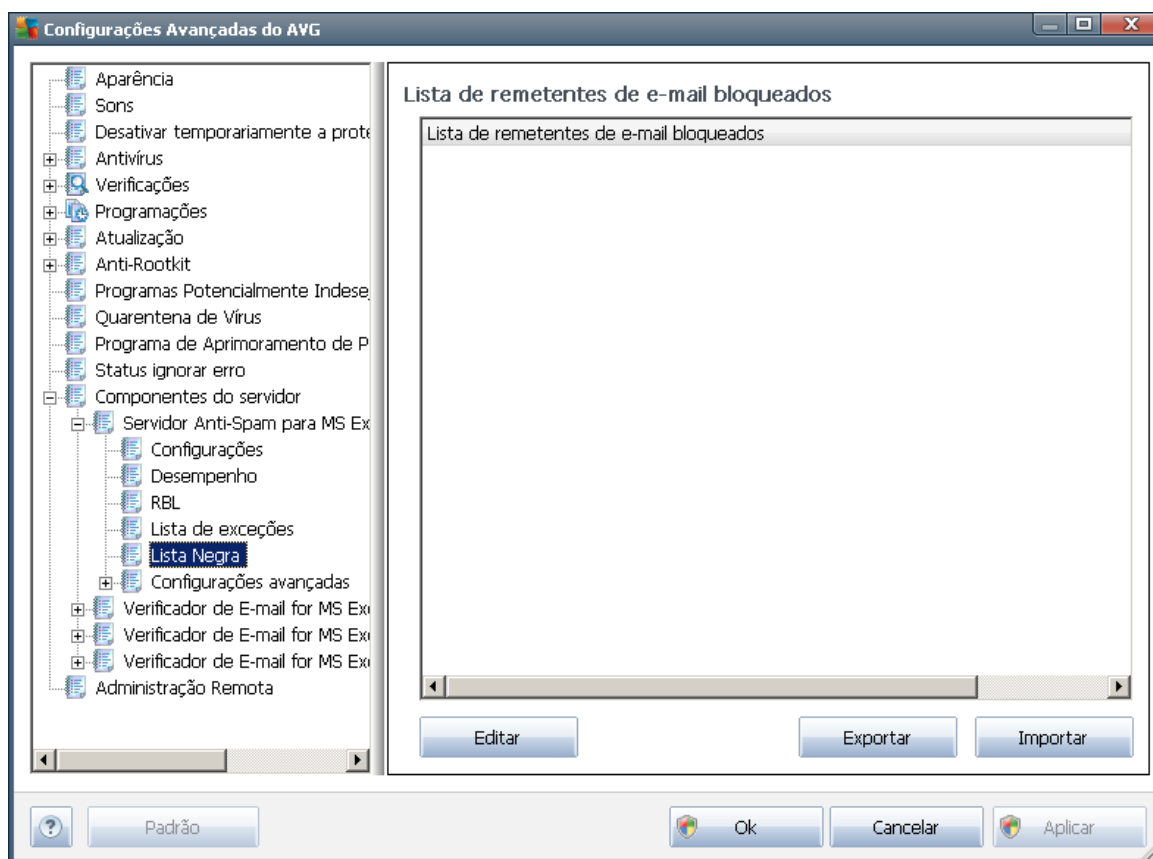 Configurações Avançadas do AVG
Aparência
Sons
Desativar temporariamente a prote
Antivírus
Verificações
Programações
Atualização
Anti-Rootkit
Programas Potencialmente Indese
Quarentena de Vírus
Programa de Aprimoramento de P
Status ignorar erro
Componentes do servidor
Servidor Anti-Spam para MS Ex
Configurações
Desempenho
RBL
Lista de exceções
Lista Negra
Configurações avançadas
Verificador de E-mail for MS Ex
Verificador de E-mail for MS Ex
Verificador de E-mail for MS Ex
Administração Remota
Lista de remetentes de e-mail bloqueados
Lista de remetentes de e-mail bloqueados
Editar
Exportar
Importar
?
Padrão
Ok
Cancelar
Aplicar